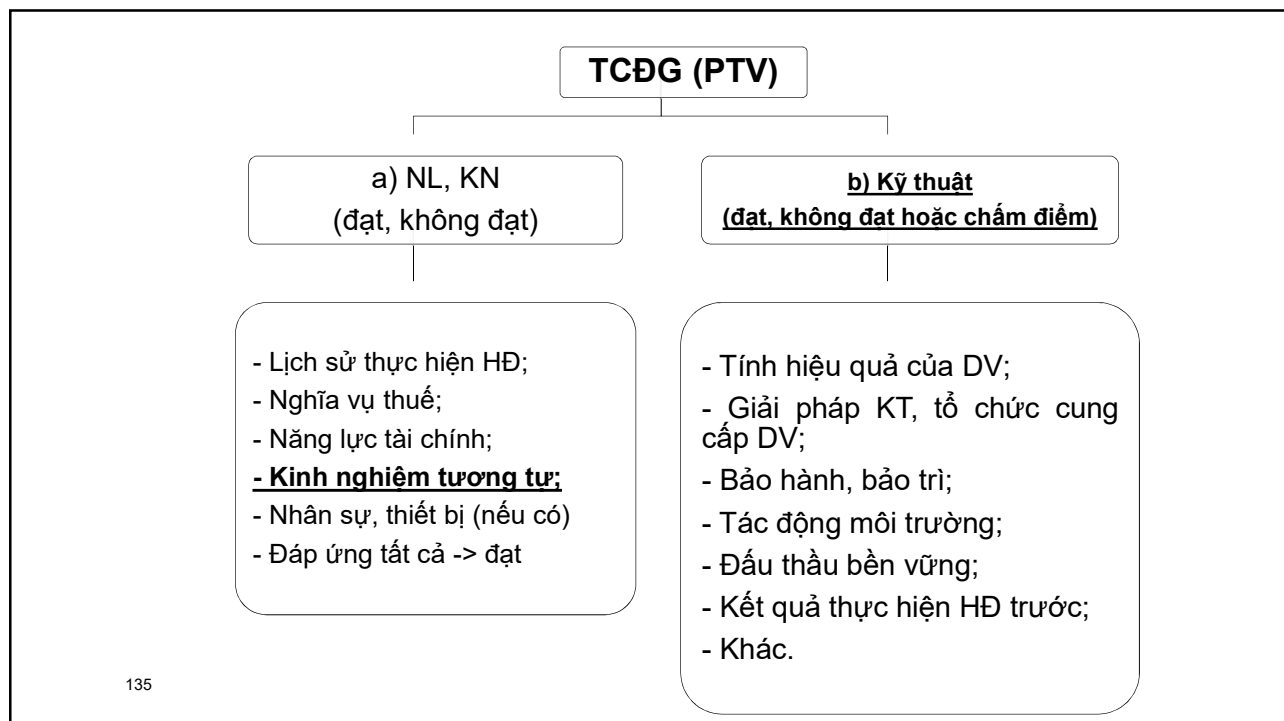 TCĐG (PTV)
a) NL, KN
(đạt, không đạt)
b) Kỹ thuật
(đạt, không đạt hoặc chấm điểm)
- Lịch sử thực hiện HĐ;
- Nghĩa vụ thuế;
- Năng lực tài chính;
- Kinh nghiệm tương tự;
- Nhân sự, thiết bị (nếu có)
- Đáp ứng tất cả -> đạt
- Tính hiệu quả của DV;
- Giải pháp KT, tổ chức cung
cấp DV;
- Bảo hành, bảo trì;
- Tác động môi trường;
- Đấu thầu bền vững;
- Kết quả thực hiện HĐ trước;
- Khác.
135